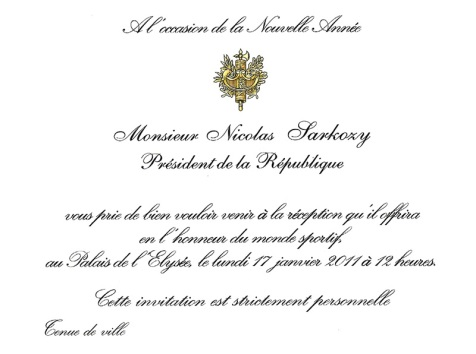 A l'occasion de la Nouvelle Année
Monsieur Nicolas Sarkozy
Président de la République
vous prie de bien vouloir venir à la réception qu'il offrira
en l'honneur du monde sportif,
au Palais de l'Elysée, le lundi 17 janvier 2011 à 12 heures.
Cette invitation est strictement personnelle
Tenue de ville